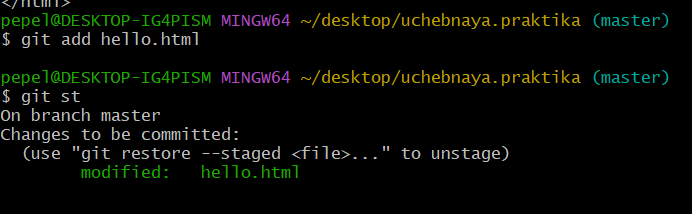 </html>
pepel@DESKTOP-IG4PISM MINGW64 ~/desktop/uchebnaya.praktika (master)
$ git add hello.html
pepel@DESKTOP-IG4PISM MINGW64 ~/desktop/uchebnaya.praktika (master)
$ git st
On branch master
Changes to be committed:
  (use "git restore --staged <file>..." to unstage)
        modified:   hello.html